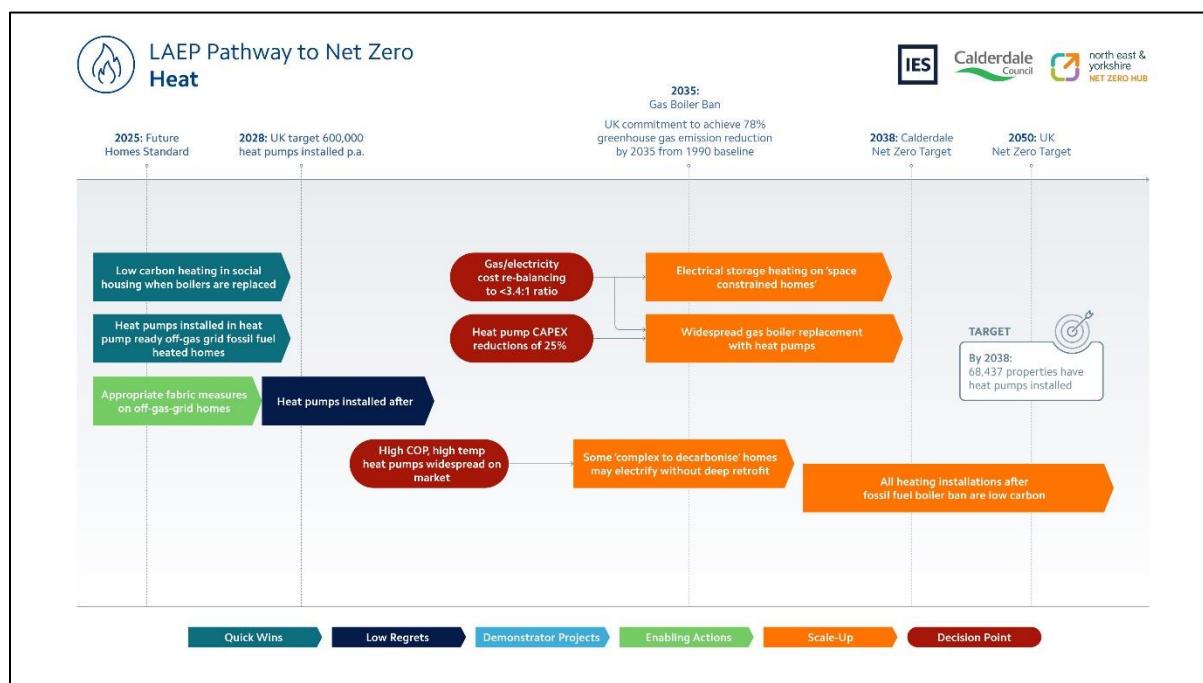 LAEP Pathway to Net Zero
Heat
IES
Calderdale
Council
north east &
yorkshire
NET ZERO HUB
2025: Future
Homes Standard
2028: UK target 600,000
heat pumps installed p.a.
2035:
Gas Boiler Ban
UK commitment to achieve 78%
greenhouse gas emission reduction
by 2035 from 1990 baseline
2038: Calderdale
Net Zero Target
2050: UK
Net Zero Target
Low carbon heating in social
housing when boilers are replaced
Gas/electricity
cost re-balancing
to <3.4:1 ratio
Electrical storage heating on 'space
constrained homes'
Heat pumps installed in heat
pump ready off-gas grid fossil fuel
heated homes
Heat pump CAPEX
reductions of 25%
Widespread gas boiler replacement
with heat pumps
TARGET
By 2038:
68,437 properties have
heat pumps installed
Appropriate fabric measures
on off-gas-grid homes
Heat pumps installed after
High COP, high temp
heat pumps widespread on
market
Some 'complex to decarbonise' homes
may electrify without deep retrofit
All heating installations after
fossil fuel boiler ban are low carbon
Quick Wins
Low Regrets
Demonstrator Projects
Enabling Actions
Scale-Up
Decision Point